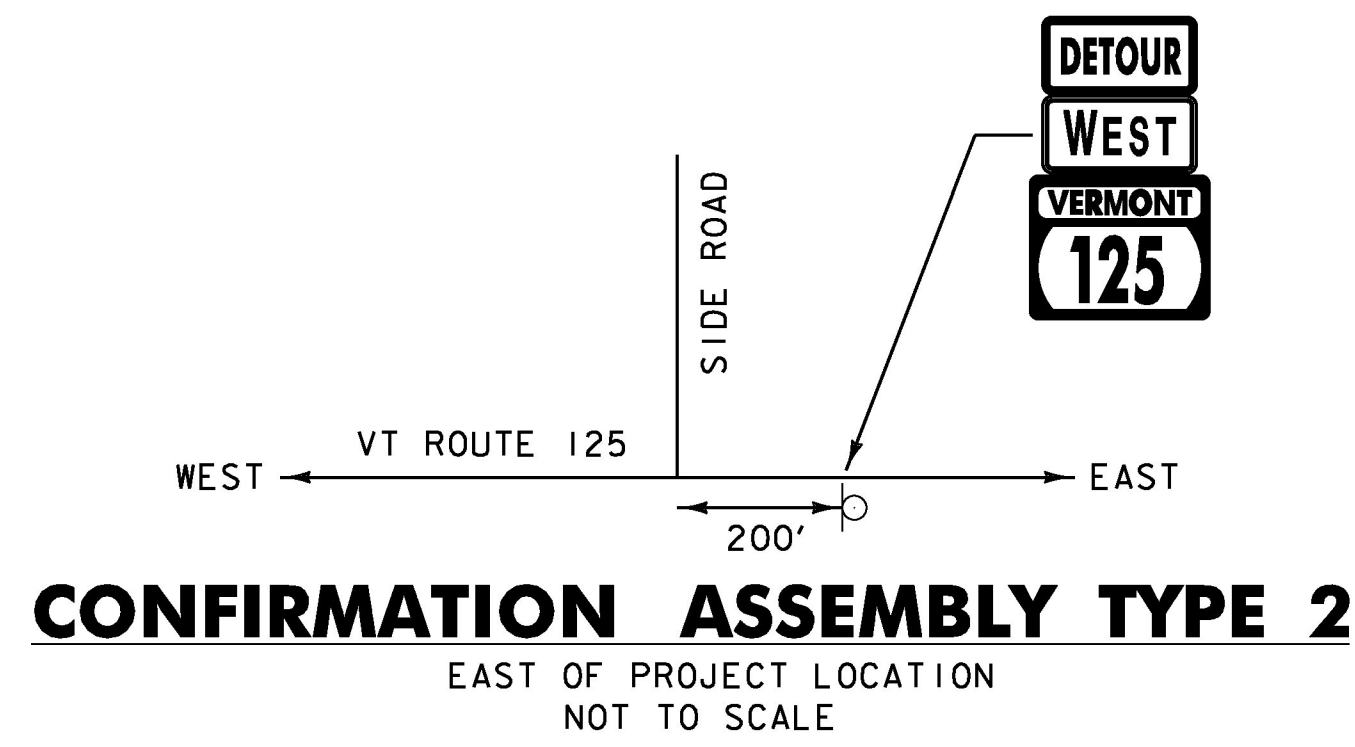 DETOUR
WEST
VERMONT
125
SIDE ROAD
VT ROUTE 125
WEST
EAST
200'
CONFIRMATION ASSEMBLY TYPE 2
EAST OF PROJECT LOCATION
NOT TO SCALE